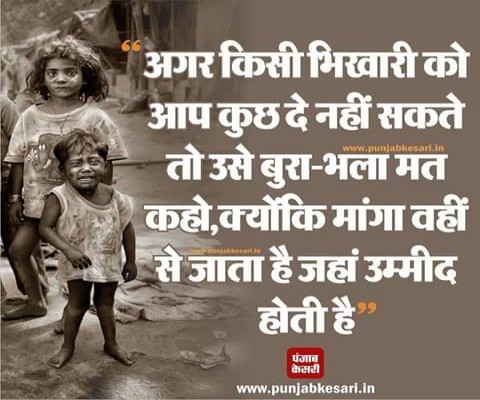 “अगर किसी भिखारी को
आप कुछ दे नहीं सकते
www.punjabkesari.in
तो उसे बुरा-भला मत
कहो,क्योंकि मांगा वहीं
www.punjabkesari.in
से जाता है जहां उम्मीद
होती है”
पंजाब
केसरी
www.punjabkesari.in